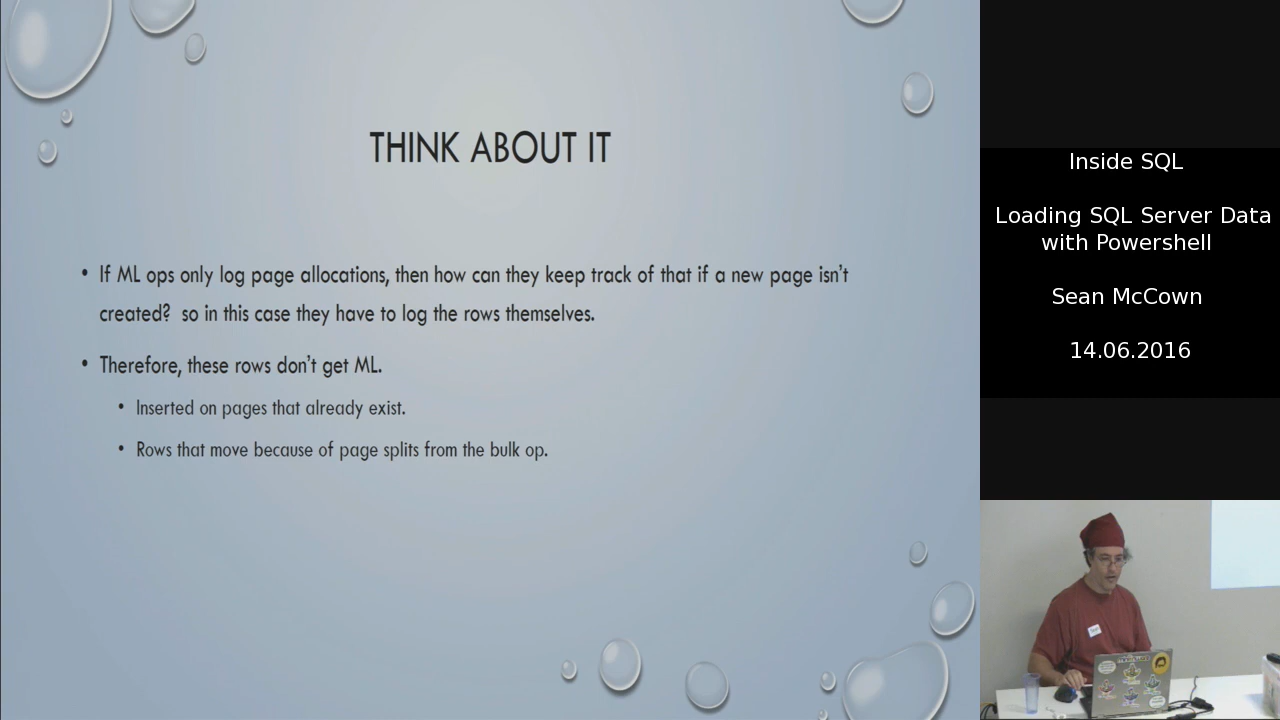 THINK ABOUT IT
• If ML ops only log page allocations, then how can they keep track of that if a new page isn't
created?  so in this case they have to log the rows themselves.
• Therefore, these rows don't get ML.
• Inserted on pages that already exist.
• Rows that move because of page splits from the bulk op.
Inside SQL
Loading SQL Server Data
with Powershell
Sean McCown
14.06.2016